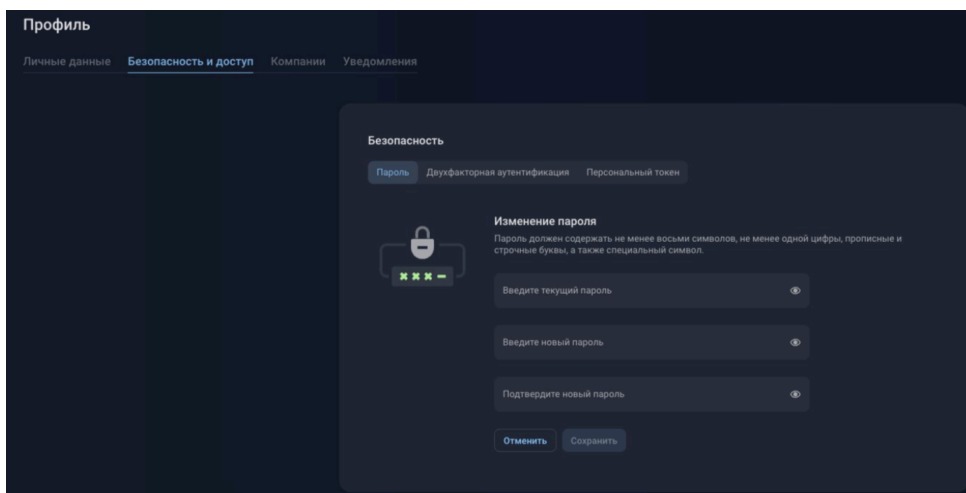 Профиль
Личные данные Безопасность и доступ Компании Уведомления
Безопасность
Пароль Двухфакторная аутентификация Персональный токен
Изменение пароля
Пароль должен содержать не менее восьми символов, не менее одной цифры, прописные и
строчные буквы, а также специальный символ.
Введите текущий пароль
Введите новый пароль
Подтвердите новый пароль
Отменить Сохранить